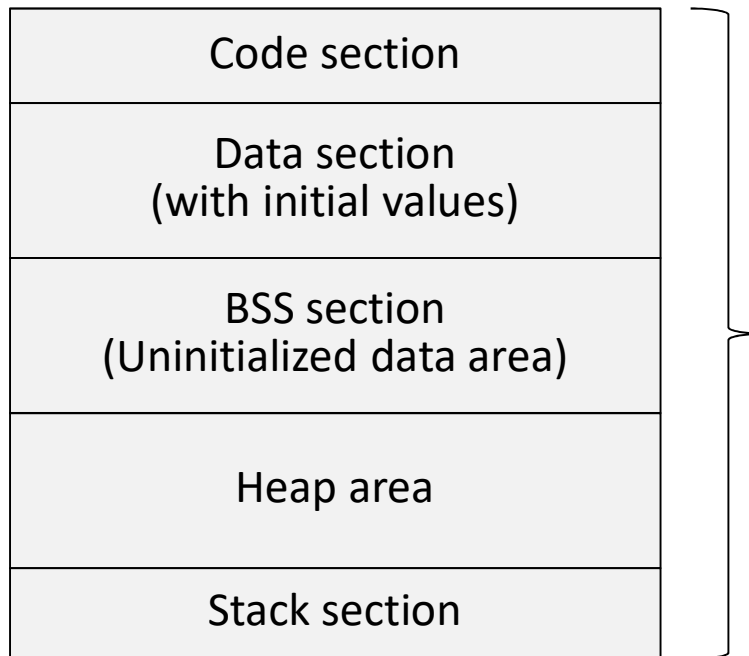 Code section
Data section
(with initial values)
BSS section
(Uninitialized data area)
Heap area
Stack section